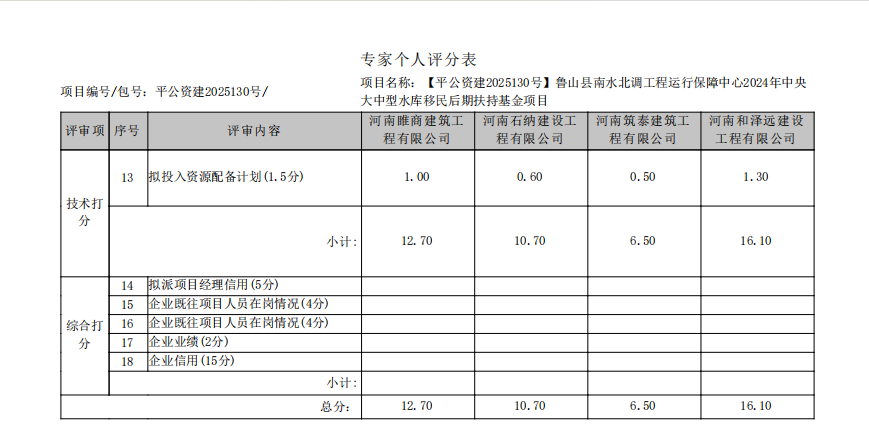 专家个人评分表
项目编号/包号: 平公资建2025130号/
项目名称: 【平公资建2025130号】鲁山县南水北调工程运行保障中心2024年中央
大中型水库移民后期扶持基金项目
评审项 序号 评审内容 河南睢商建筑工程有限公司 河南石纳建设工程有限公司 河南筑泰建筑工程有限公司 河南和泽远建设工程有限公司
技术打分
13 拟投入资源配备计划(1.5分) 1.00 0.60 0.50 1.30
小计: 12.70 10.70 6.50 16.10
综合打分
14 拟派项目经理信用(5分)
15 企业既往项目人员在岗情况(4分)
16 企业既往项目人员在岗情况(4分)
17 企业业绩(2分)
18 企业信用(15分)
小计:
总分: 12.70 10.70 6.50 16.10